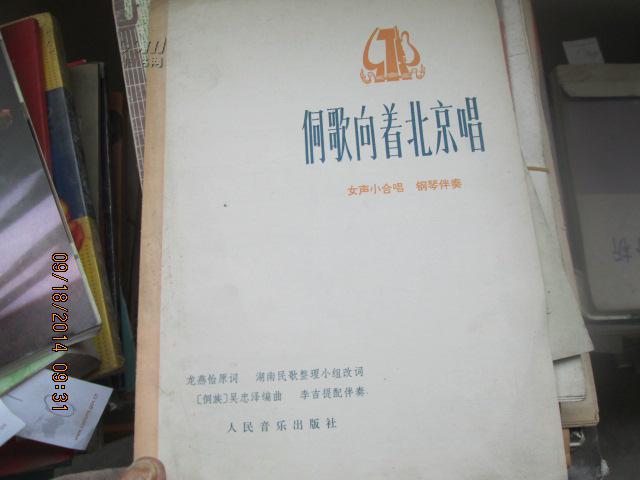 侗歌向着北京唱
女声小合唱 钢琴伴奏
龙燕怡原词 湖南民歌整理小组改词
[侗族]吴忠泽编曲 李吉提配伴奏
人民音乐出版社
09/18/2014 09:31